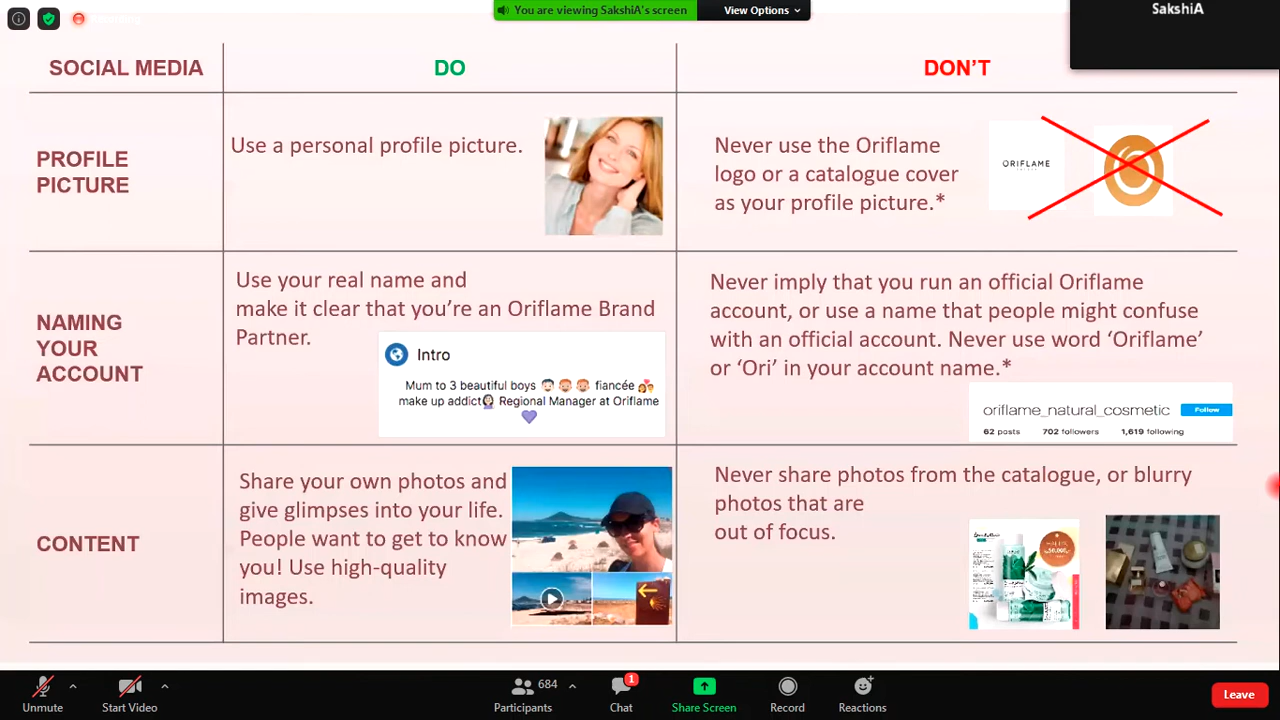 You are viewing SakshiA's screen
View Options
SakshiA
SOCIAL MEDIA
DO
DON'T
PROFILE
PICTURE
Use a personal profile picture.
Never use the Oriflame
logo or a catalogue cover
as your profile picture.*
ORIFLAME
NAMING
YOUR
ACCOUNT
Use your real name and
make it clear that you're an Oriflame Brand
Partner.
Intro
Mum to 3 beautiful boys 👦🏻 👦🏼 👦🏼 fiancée 💑
make up addict💆🏻‍♀️ Regional Manager at Oriflame
💜
Never imply that you run an official Oriflame
account, or use a name that people might confuse
with an official account. Never use word 'Oriflame'
or 'Ori' in your account name.*
oriflame_natural_cosmetic
Follow
62 posts 702 followers 1,619 following
CONTENT
Share your own photos and
give glimpses into your life.
People want to get to know
you! Use high-quality
images.
Never share photos from the catalogue, or blurry
photos that are
out of focus.
Unmute
Start Video
684
Participants
1
Chat
Share Screen
Record
Reactions
Leave